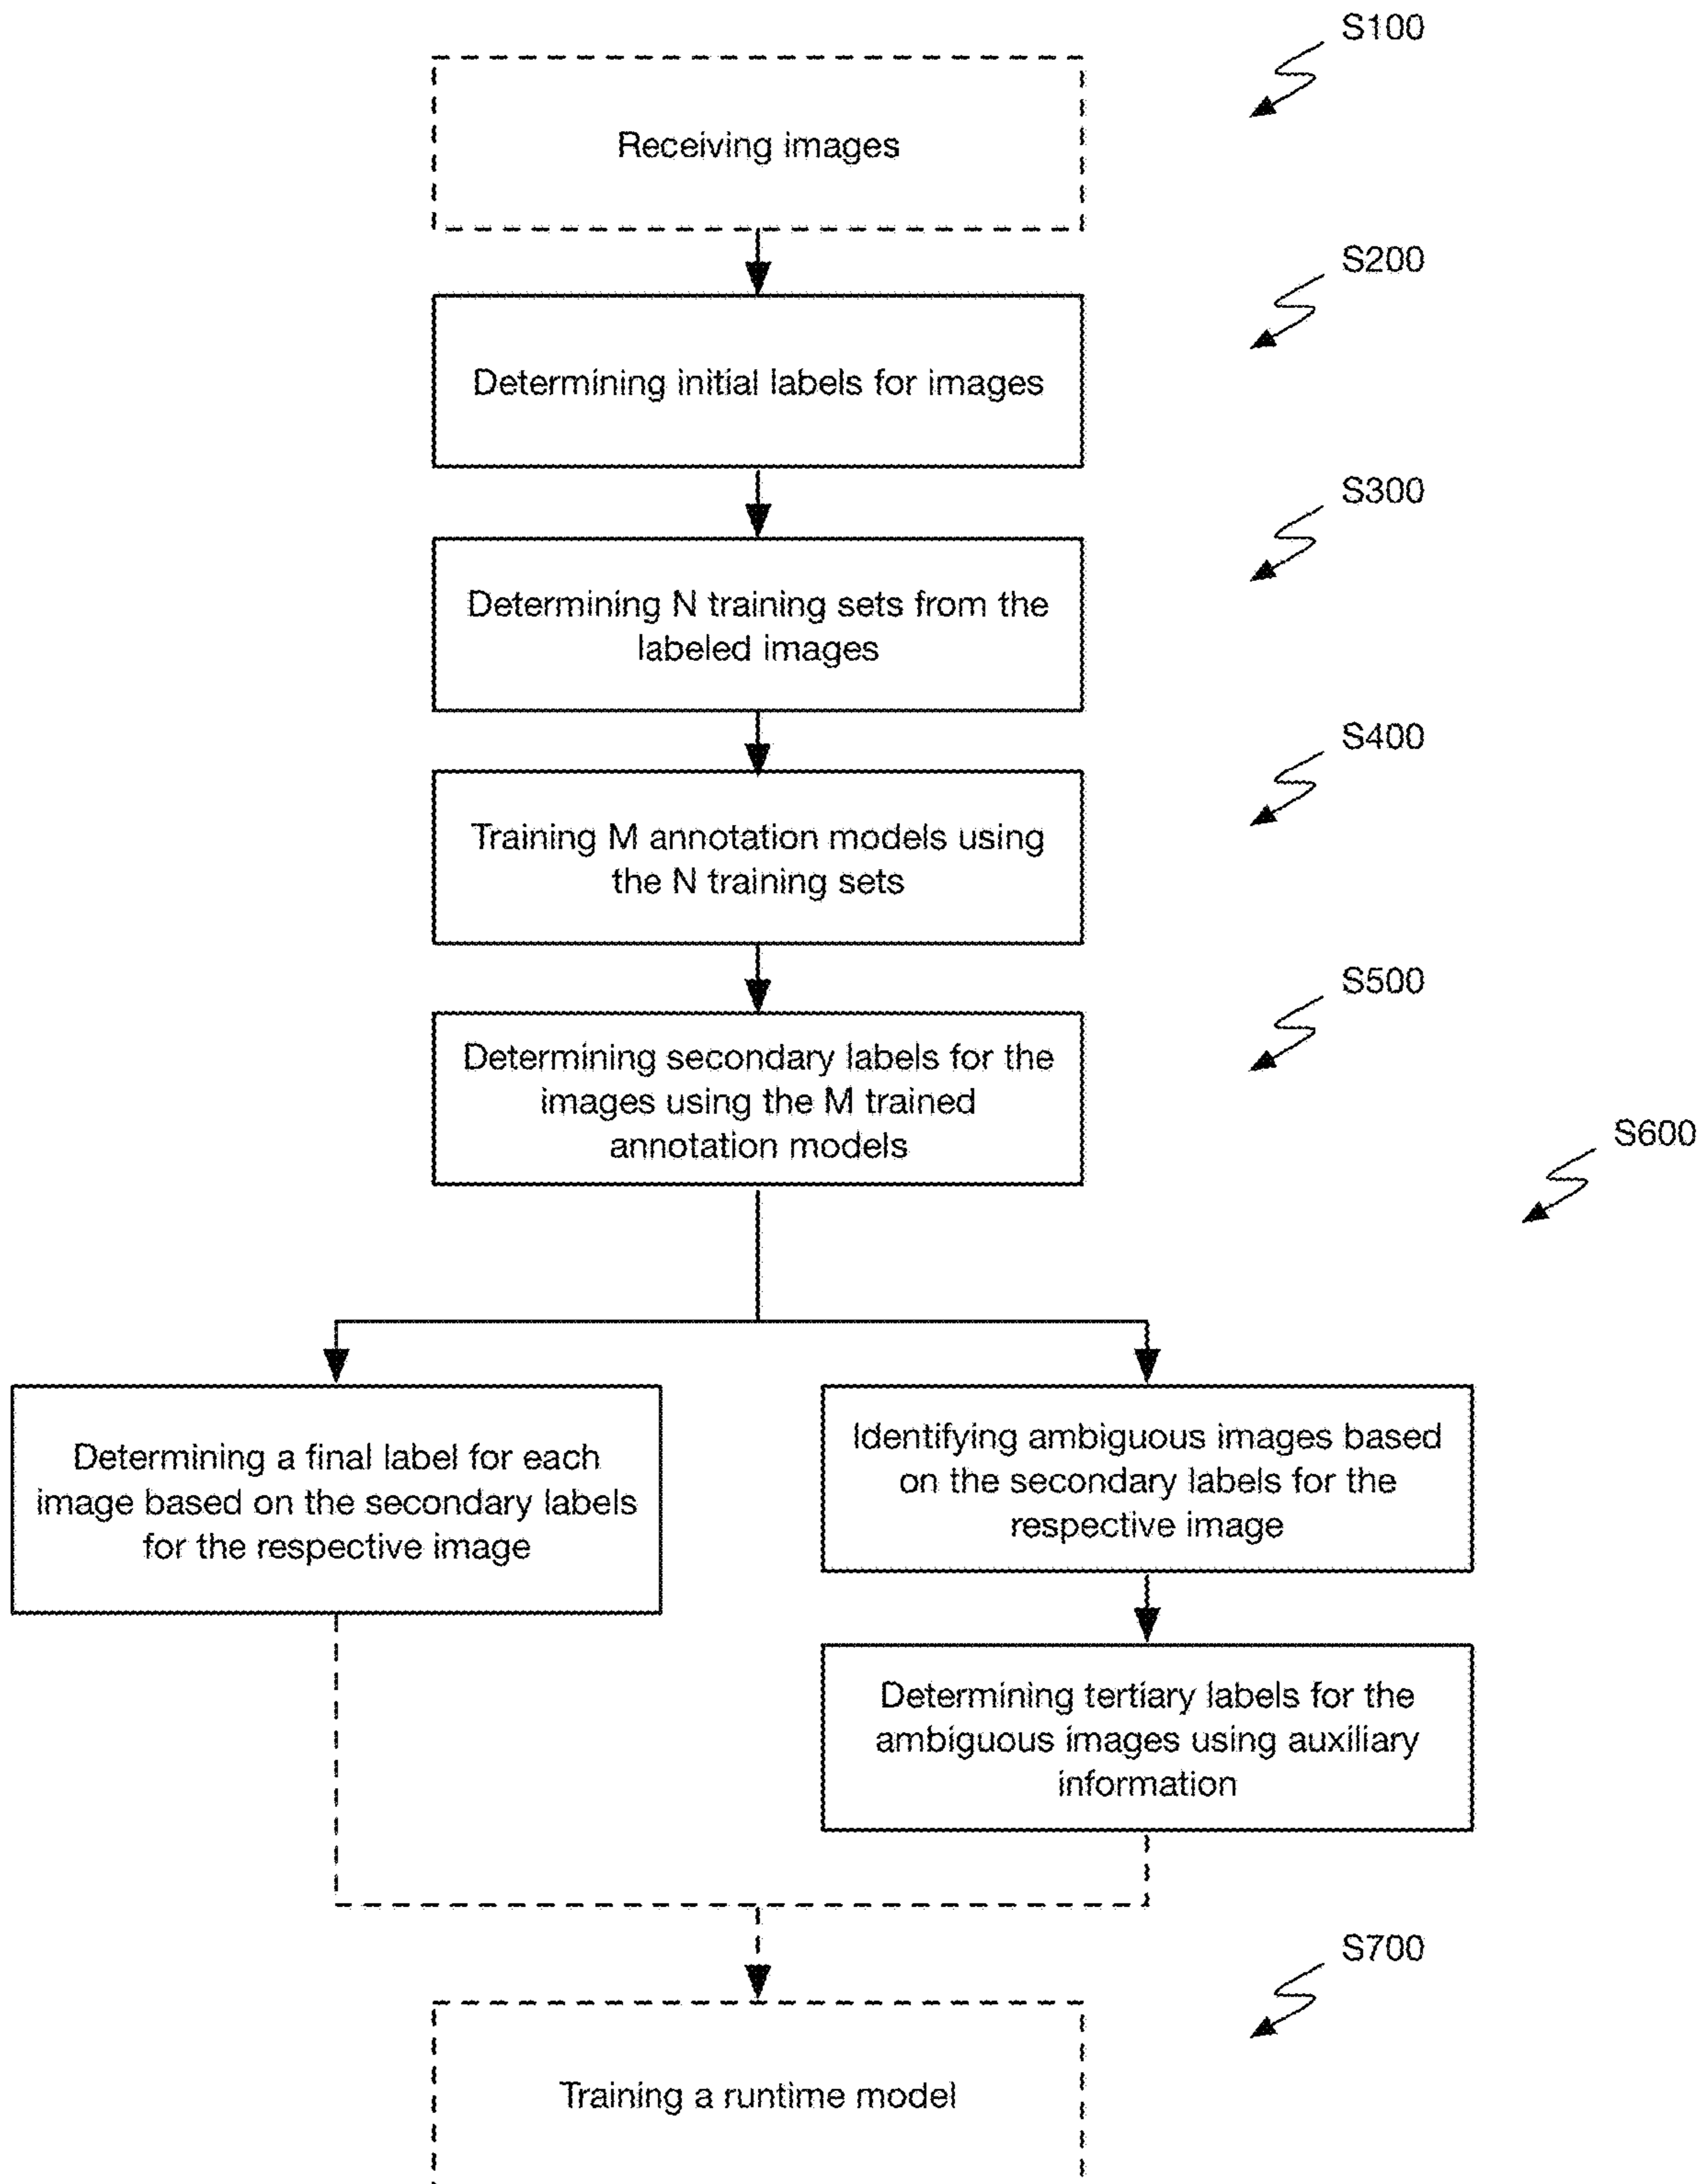 S100
Receiving images
S200
Determining initial labels for images
S300
Determining N training sets from the
labeled images
S400
Training M annotation models using
the N training sets
S500
Determining secondary labels for the
images using the M trained
annotation models
S600
Determining a final label for each
image based on the secondary labels
for the respective image
Identifying ambiguous images based
on the secondary labels for the
respective image
Determining tertiary labels for the
ambiguous images using auxiliary
information
S700
Training a runtime model